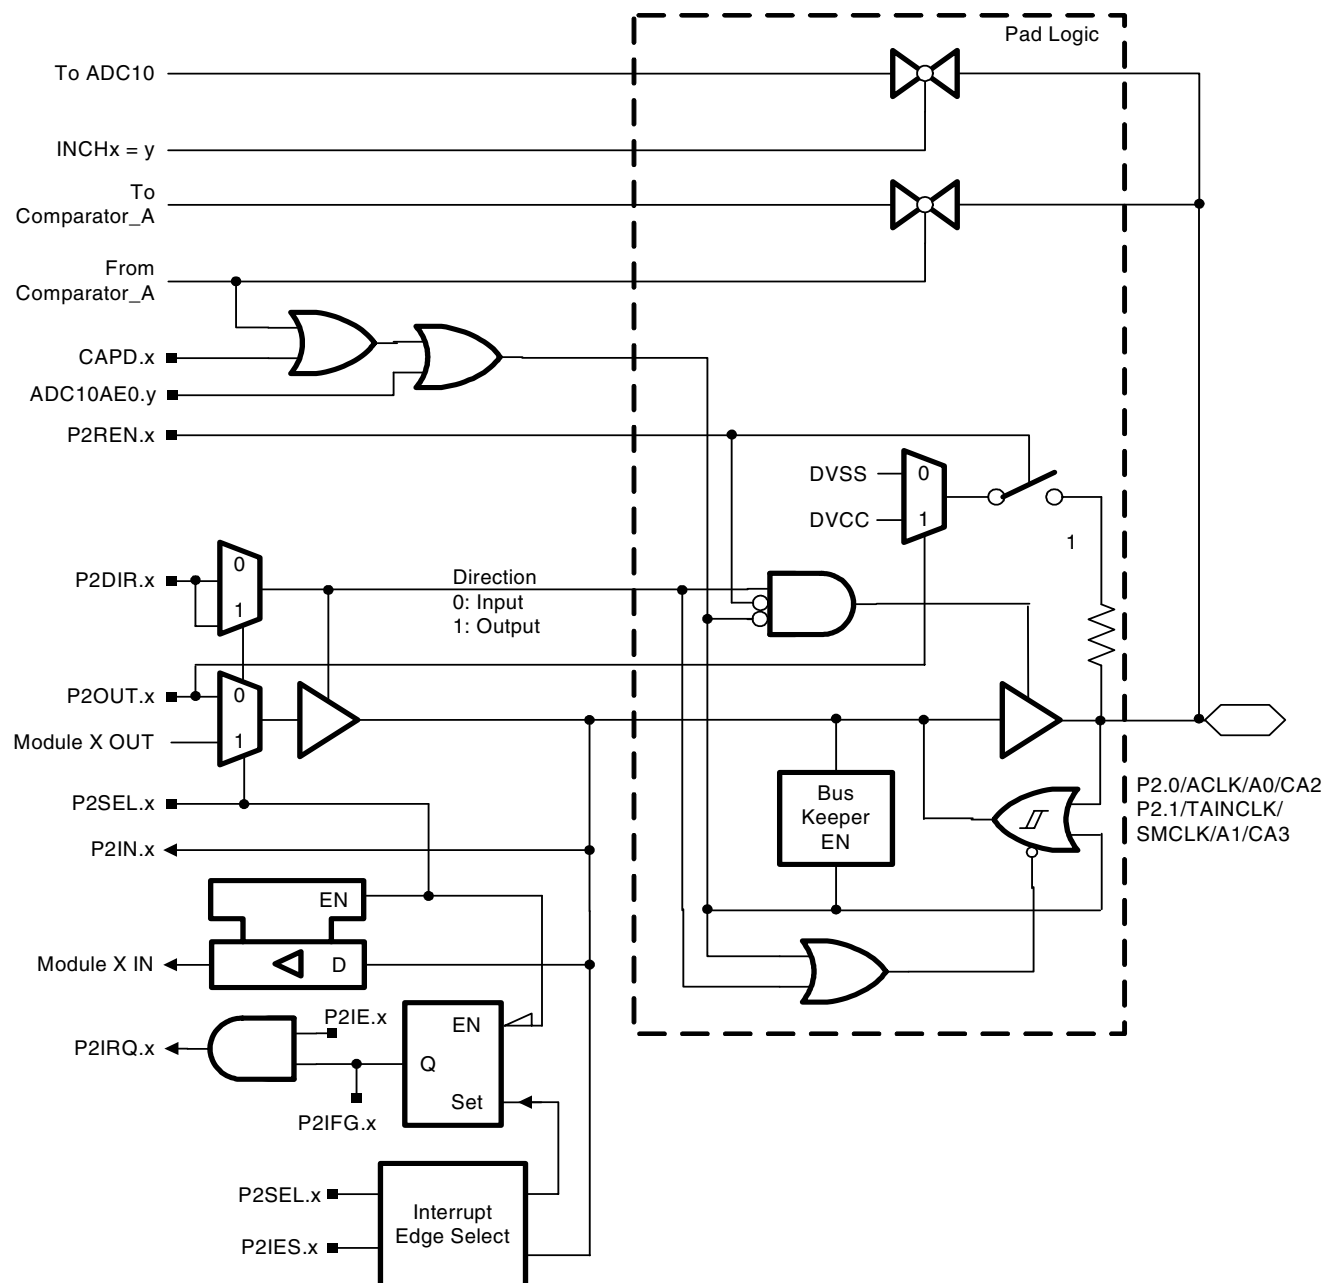 Pad Logic
To ADC10
INCHx = y
To
Comparator_A
From
Comparator_A
CAPD.x
ADC10AE0.y
P2REN.x
DVSS
0
DVCC
1
1
P2DIR.x
0
1
Direction
0: Input
1: Output
P2OUT.x
0
Module X OUT
1
P2SEL.x
P2IN.x
Bus
Keeper
EN
P2.0/ACLK/A0/CA2
P2.1/TAINCLK/
SMCLK/A1/CA3
EN
Module X IN
D
P2IE.x
P2IRQ.x
EN
Q
Set
P2IFG.x
P2SEL.x
P2IES.x
Interrupt
Edge Select